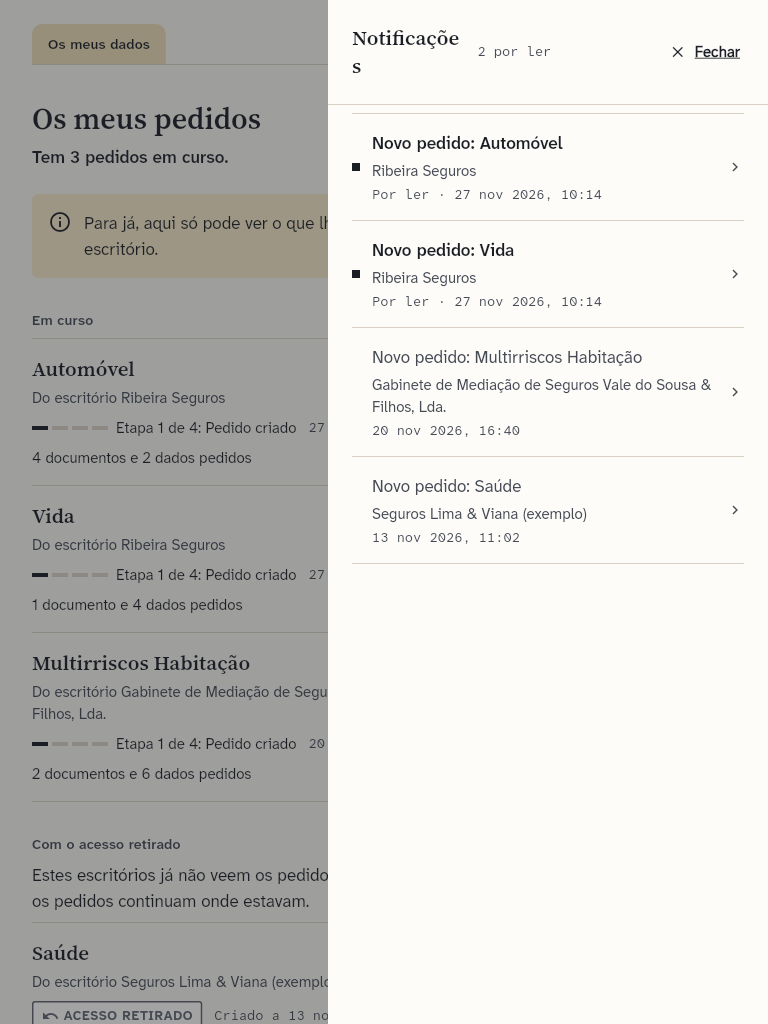 Os meus dados
Os meus pedidos
Tem 3 pedidos em curso.
Para já, aqui só pode ver o que
escritório.
Em curso
Automóvel
Do escritório Ribeira Seguros
Etapa 1 de 4: Pedido criado 27
4 documentos e 2 dados pedidos
Vida
Do escritório Ribeira Seguros
Etapa 1 de 4: Pedido criado 27
1 documento e 4 dados pedidos
Multirriscos Habitação
Do escritório Gabinete de Mediação de Segu
Filhos, Lda.
Etapa 1 de 4: Pedido criado 20
2 documentos e 6 dados pedidos
Com o acesso retirado
Estes escritórios já não veem os pedido
os pedidos continuam onde estavam.
Saúde
Do escritório Seguros Lima & Viana (exempl
ACESSO RETIRADO Criado a 13 no
Notificaçõe
s
2 por ler
Fechar
Novo pedido: Automóvel
Ribeira Seguros
Por ler · 27 nov 2026, 10:14
Novo pedido: Vida
Ribeira Seguros
Por ler · 27 nov 2026, 10:14
Novo pedido: Multirriscos Habitação
Gabinete de Mediação de Seguros Vale do Sousa &
Filhos, Lda.
20 nov 2026, 16:40
Novo pedido: Saúde
Seguros Lima & Viana (exemplo)
13 nov 2026, 11:02